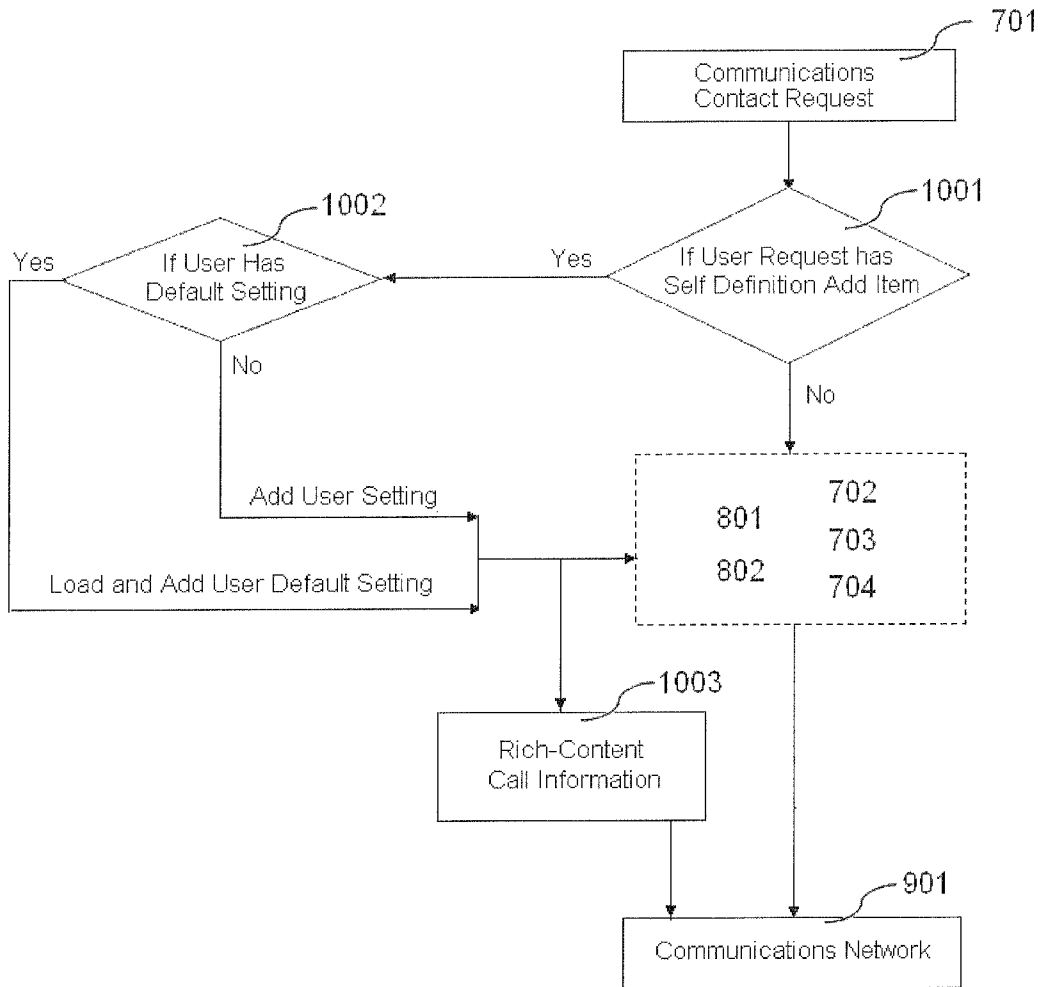 701
Communications
Contact Request
1001
1002
If User Request has
Self Definition Add Item
Yes
If User Has
Default Setting
Yes
No
No
702
801
703
802
704
Add User Setting
Load and Add User Default Setting
1003
Rich-Content
Call Information
901
Communications Network